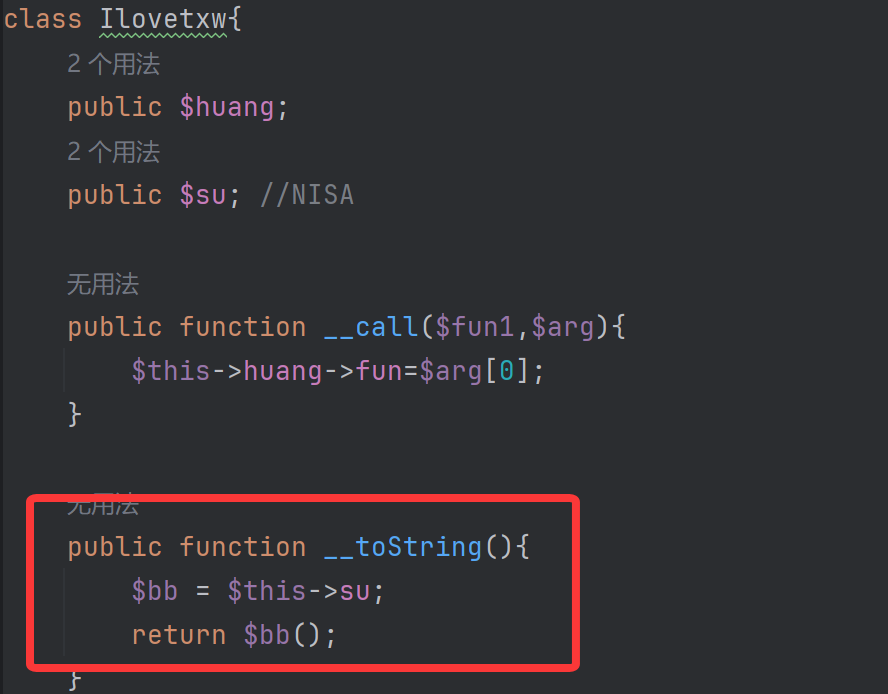 class Ilovetxw{
2 个用法
public $huang;
2 个用法
public $su; //NISA
无用法
public function __call($fun1,$arg){
$this->huang->fun=$arg[0];
}
无用法
public function __toString(){
$bb = $this->su;
return $bb();
}